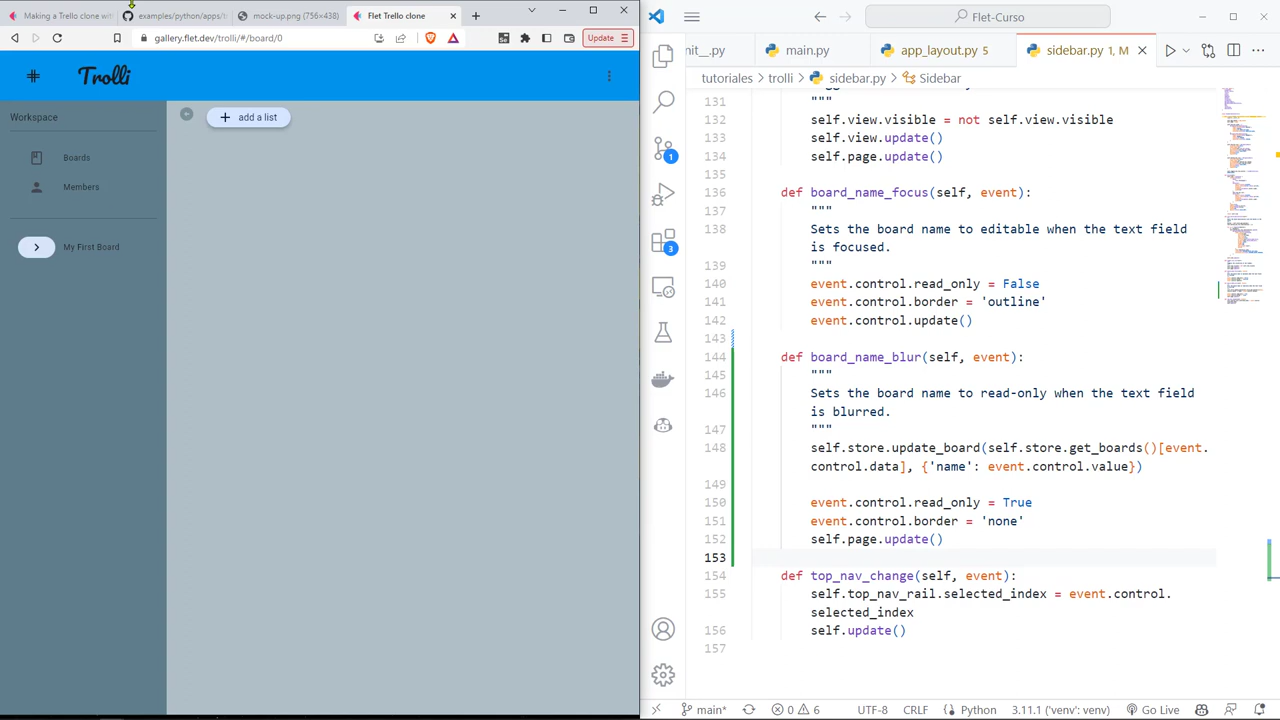 Making a Trello clone with
examples/python/apps/t
mock-up.png (756×438)
Flet Trello clone
gallery.flet.dev/trolli/#/board/0
Update
Trolli
Workspace
Boards
Members
My First Board
add a list
Flet-Curso
init__.py
main.py
app_layout.py 5
sidebar.py 1, M
tutoriales > trolli > sidebar.py > Sidebar
131 """
132 self.view.visible = not self.view.visible
133 self.view.update()
134 self.page.update()
135
136 def board_name_focus(self, event):
137 """
138 Sets the board name to editable when the text field
is focused.
139 """
140 event.control.read_only = False
141 event.control.border = 'outline'
142 event.control.update()
143
144 def board_name_blur(self, event):
145 """
146 Sets the board name to read-only when the text field
is blurred.
147 """
148 self.store.update_board(self.store.get_boards()[event.
control.data], {'name': event.control.value})
149
150 event.control.read_only = True
151 event.control.border = 'none'
152 self.page.update()
153
154 def top_nav_change(self, event):
155 self.top_nav_rail.selected_index = event.control.
selected_index
156 self.update()
157
1
3
main*
0
6
UTF-8
CRLF
Python
3.11.1 ('venv': venv)
Go Live